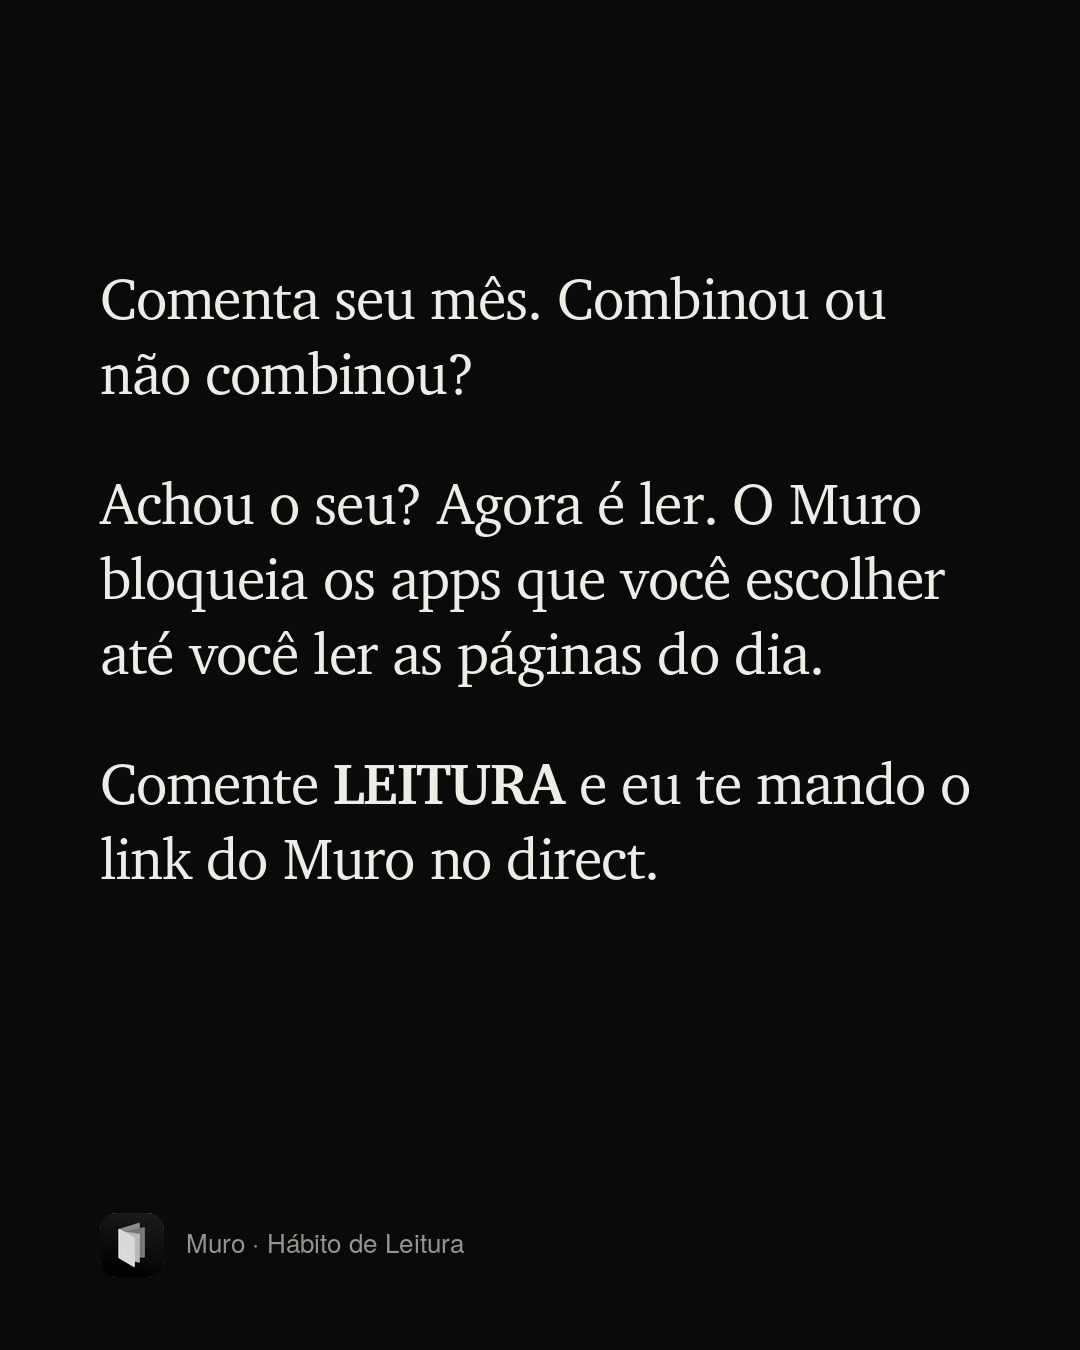 Comenta seu mês. Combinou ou
não combinou?
Achou o seu? Agora é ler. O Muro
bloqueia os apps que você escolher
até você ler as páginas do dia.
Comente LEITURA e eu te mando o
link do Muro no direct.
Muro · Hábito de Leitura